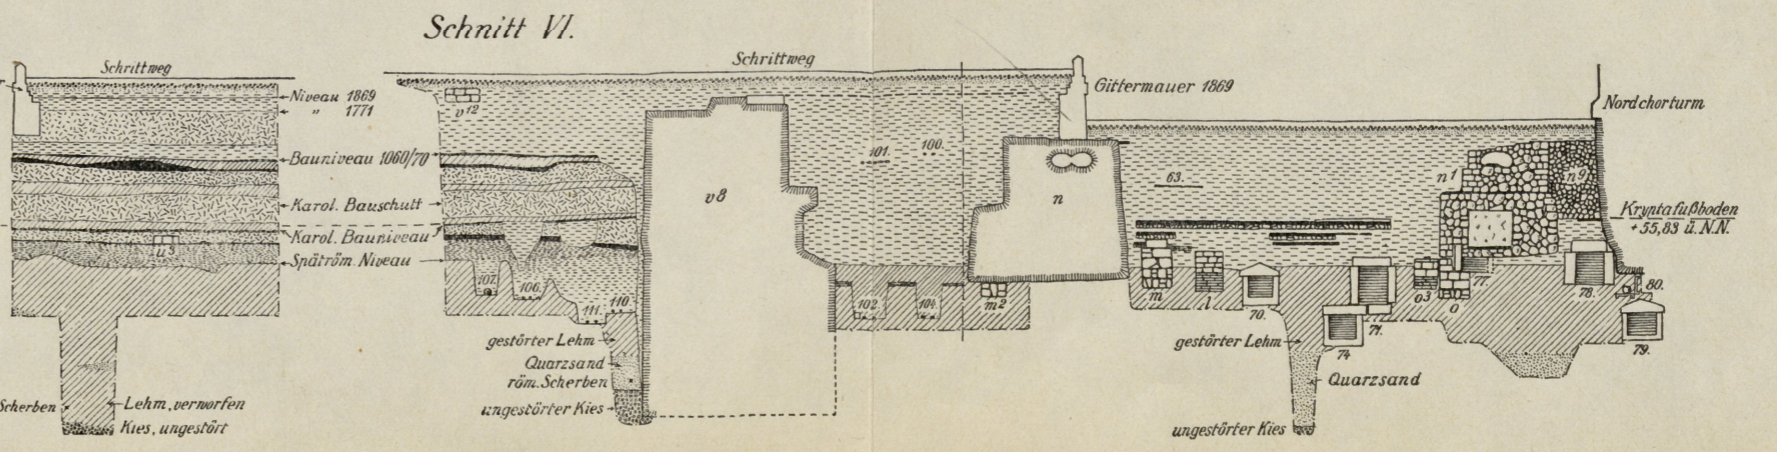 Schnitt VI.
Schrittweg
Schrittweg
Niveau 1869
" 1771
v12
Gittermauer 1869
Nordchorturm
Bauniveau 1060/70
101.
100.
63.
n1
n9
v8
n
Karol. Bauschutt
Kryptafußboden
+55,83 ü. N.N.
Karol. Bauniveau
u3
Spätröm. Niveau
107.
106.
111.
110.
102.
104.
m2
m
l
70.
71.
74
o3
o
77.
78.
80.
79.
gestörter Lehm
Quarzsand
röm. Scherben
ungestörter Kies
gestörter Lehm
Quarzsand
ungestörter Kies
Scherben
Lehm, verworfen
Kies, ungestört